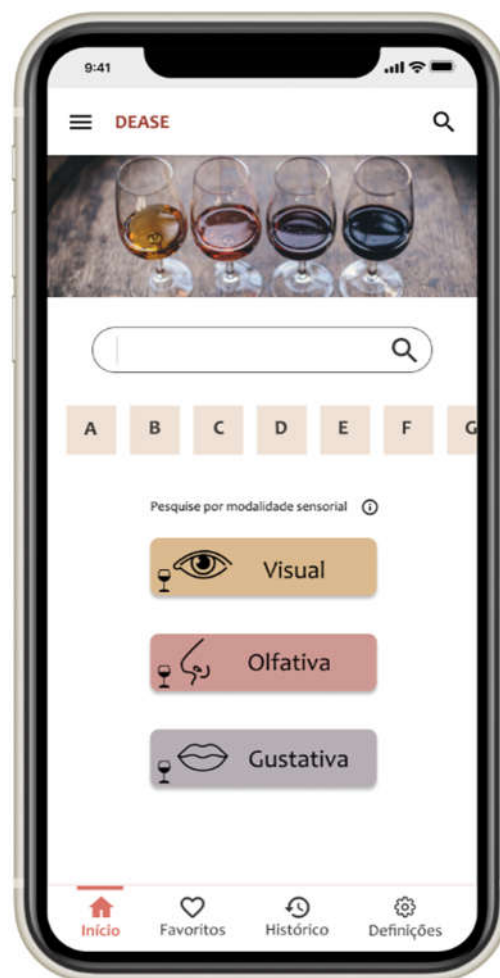 9:41
DEASE
A B C D E F G
Pesquise por modalidade sensorial
Visual
Olfativa
Gustativa
Início Favoritos Histórico Definições